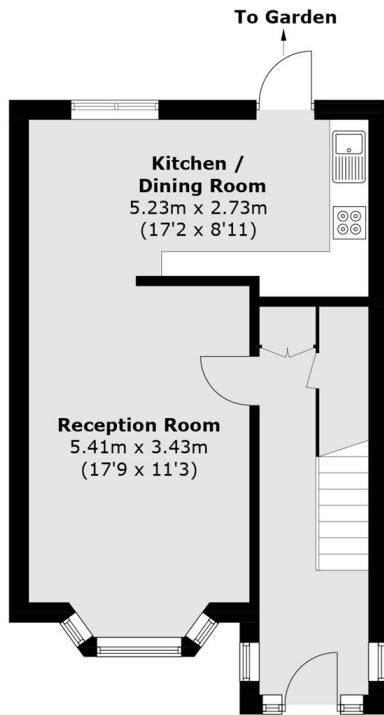 To Garden
Kitchen /
Dining Room
5.23m x 2.73m
(17'2 x 8'11)
Reception Room
5.41m x 3.43m
(17'9 x 11'3)